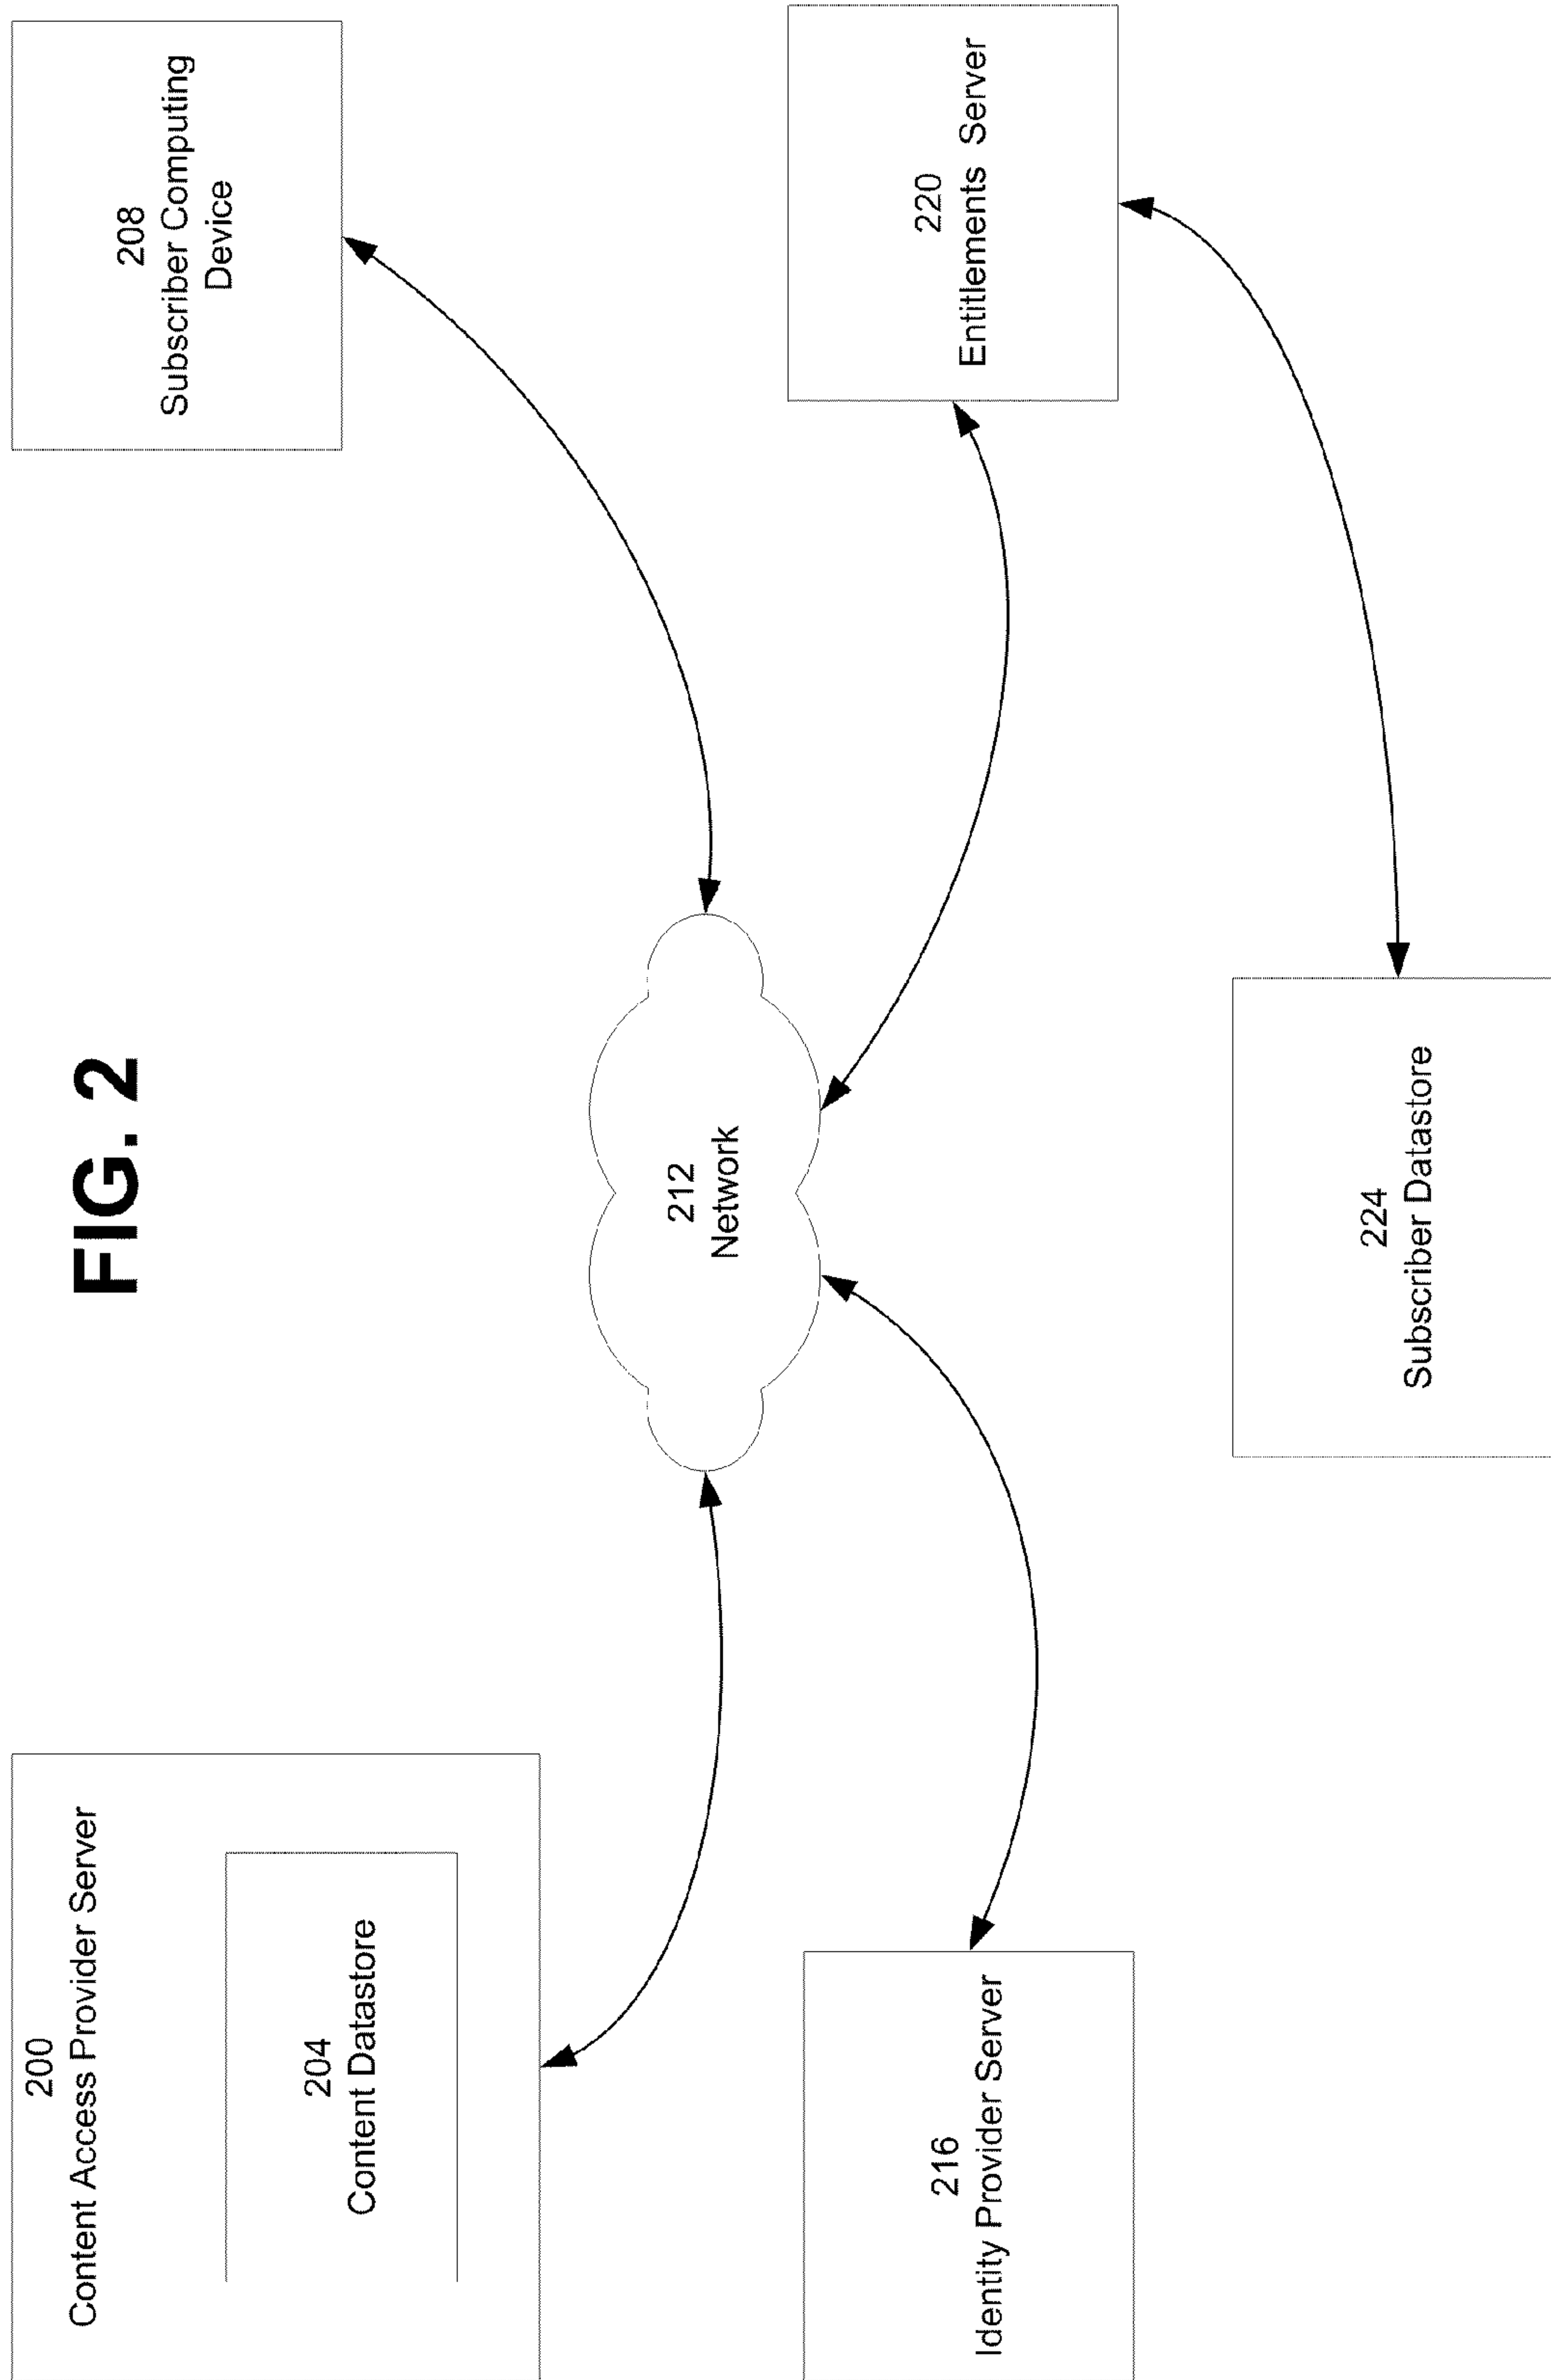 FIG. 2
200
Content Access Provider Server
204
Content Datastore
208
Subscriber Computing
Device
212
Network
216
Identity Provider Server
220
Entitlements Server
224
Subscriber Datastore